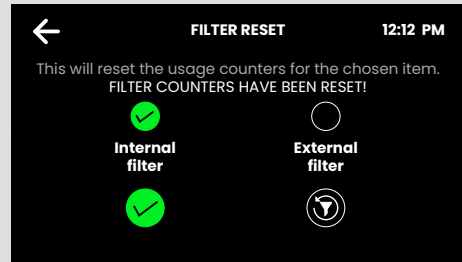 FILTER RESET
12:12 PM
This will reset the usage counters for the chosen item.
FILTER COUNTERS HAVE BEEN RESET!
Internal
filter
External
filter